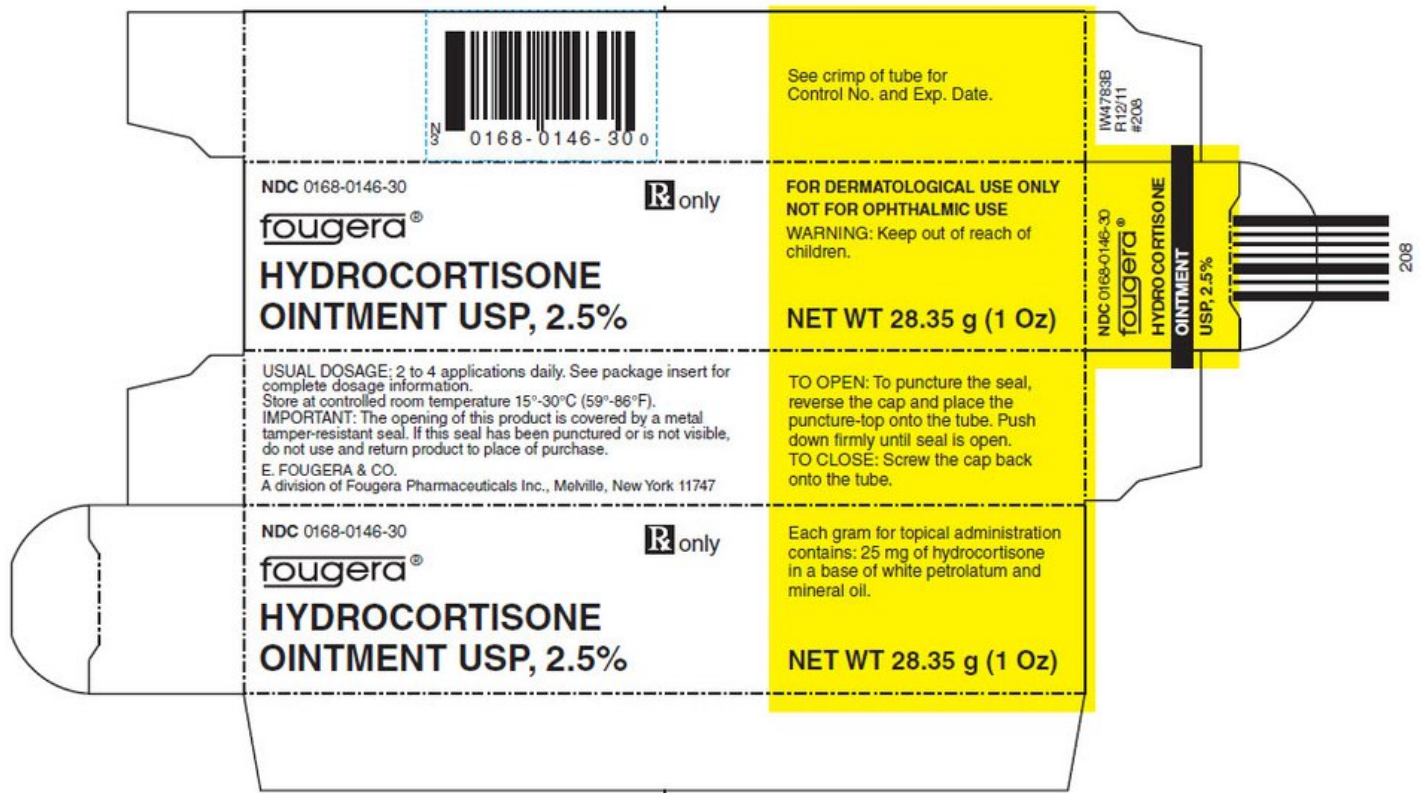 N
3 0168-0146-30 0
See crimp of tube for
Control No. and Exp. Date.
IW4783B
R12/11
#208
NDC 0168-0146-30
Rx only
fougera®
HYDROCORTISONE
OINTMENT USP, 2.5%
FOR DERMATOLOGICAL USE ONLY
NOT FOR OPHTHALMIC USE
WARNING: Keep out of reach of
children.
NET WT 28.35 g (1 Oz)
NDC 0168-0146-30
fougera®
HYDROCORTISONE
OINTMENT
USP, 2.5%
208
USUAL DOSAGE: 2 to 4 applications daily. See package insert for
complete dosage information.
Store at controlled room temperature 15°-30°C (59°-86°F).
IMPORTANT: The opening of this product is covered by a metal
tamper-resistant seal. If this seal has been punctured or is not visible,
do not use and return product to place of purchase.
E. FOUGERA & CO.
A division of Fougera Pharmaceuticals Inc., Melville, New York 11747
TO OPEN: To puncture the seal,
reverse the cap and place the
puncture-top onto the tube. Push
down firmly until seal is open.
TO CLOSE: Screw the cap back
onto the tube.
NDC 0168-0146-30
Rx only
fougera®
HYDROCORTISONE
OINTMENT USP, 2.5%
Each gram for topical administration
contains: 25 mg of hydrocortisone
in a base of white petrolatum and
mineral oil.
NET WT 28.35 g (1 Oz)